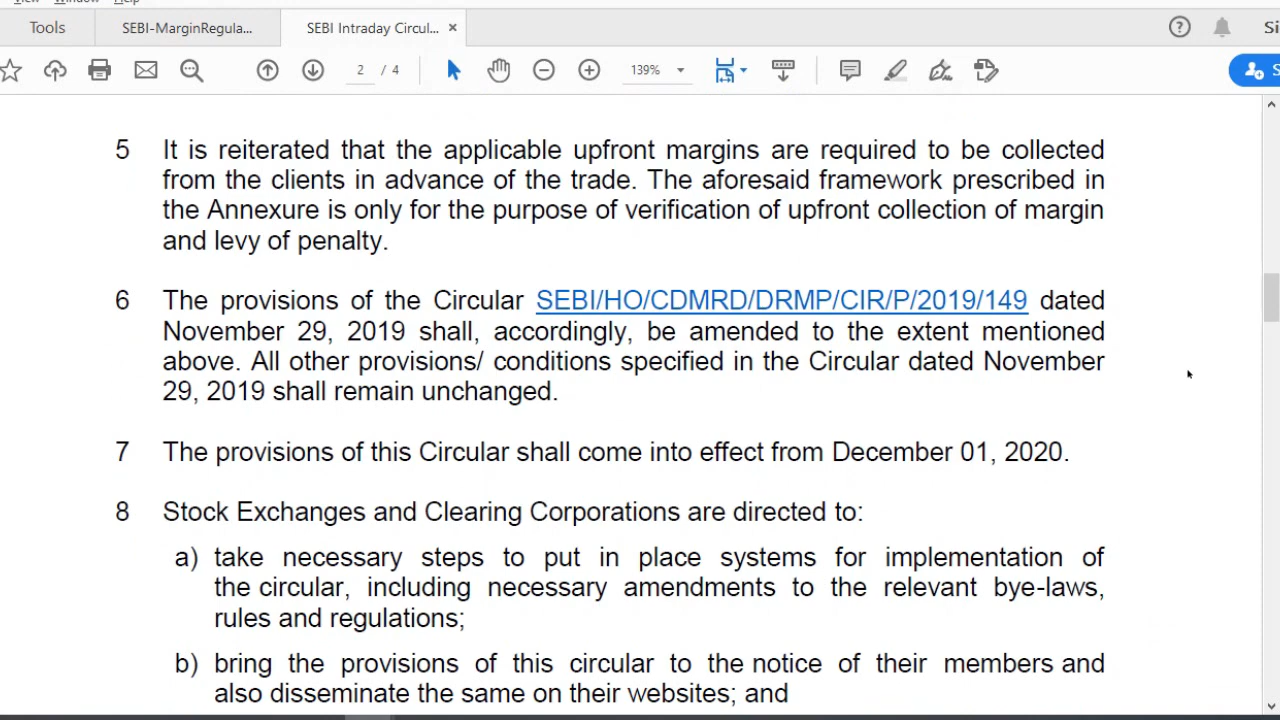 View Window Help
Tools SEBI-MarginRegula... SEBI Intraday Circul... ×
2 / 4 139%
5 It is reiterated that the applicable upfront margins are required to be collected
from the clients in advance of the trade. The aforesaid framework prescribed in
the Annexure is only for the purpose of verification of upfront collection of margin
and levy of penalty.
6 The provisions of the Circular SEBI/HO/CDMRD/DRMP/CIR/P/2019/149 dated
November 29, 2019 shall, accordingly, be amended to the extent mentioned
above. All other provisions/ conditions specified in the Circular dated November
29, 2019 shall remain unchanged.
7 The provisions of this Circular shall come into effect from December 01, 2020.
8 Stock Exchanges and Clearing Corporations are directed to:
a) take necessary steps to put in place systems for implementation of
the circular, including necessary amendments to the relevant bye-laws,
rules and regulations;
b) bring the provisions of this circular to the notice of their members and
also disseminate the same on their websites; and